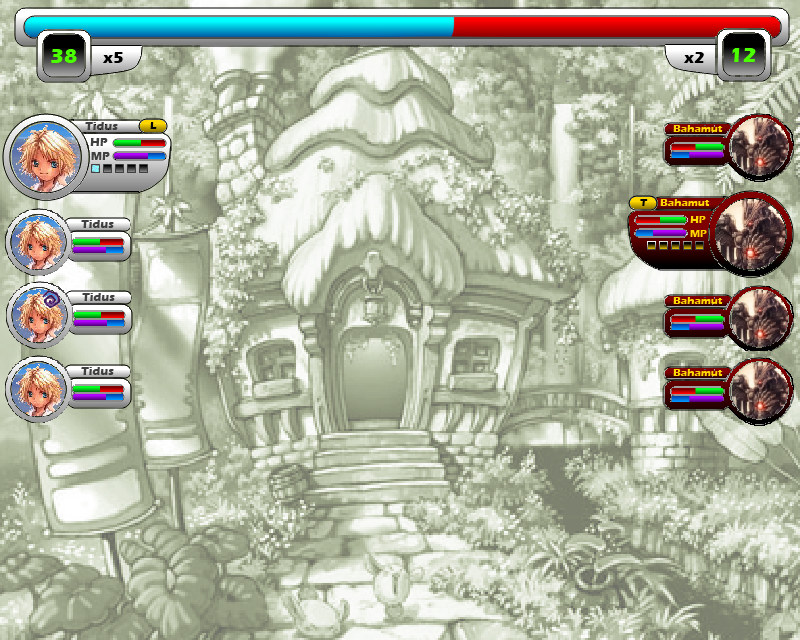 38 x5
x2 12
Tidus L
HP
MP
Tidus
Tidus
Tidus
Bahamut
T Bahamut
HP
MP
Bahamut
Bahamut